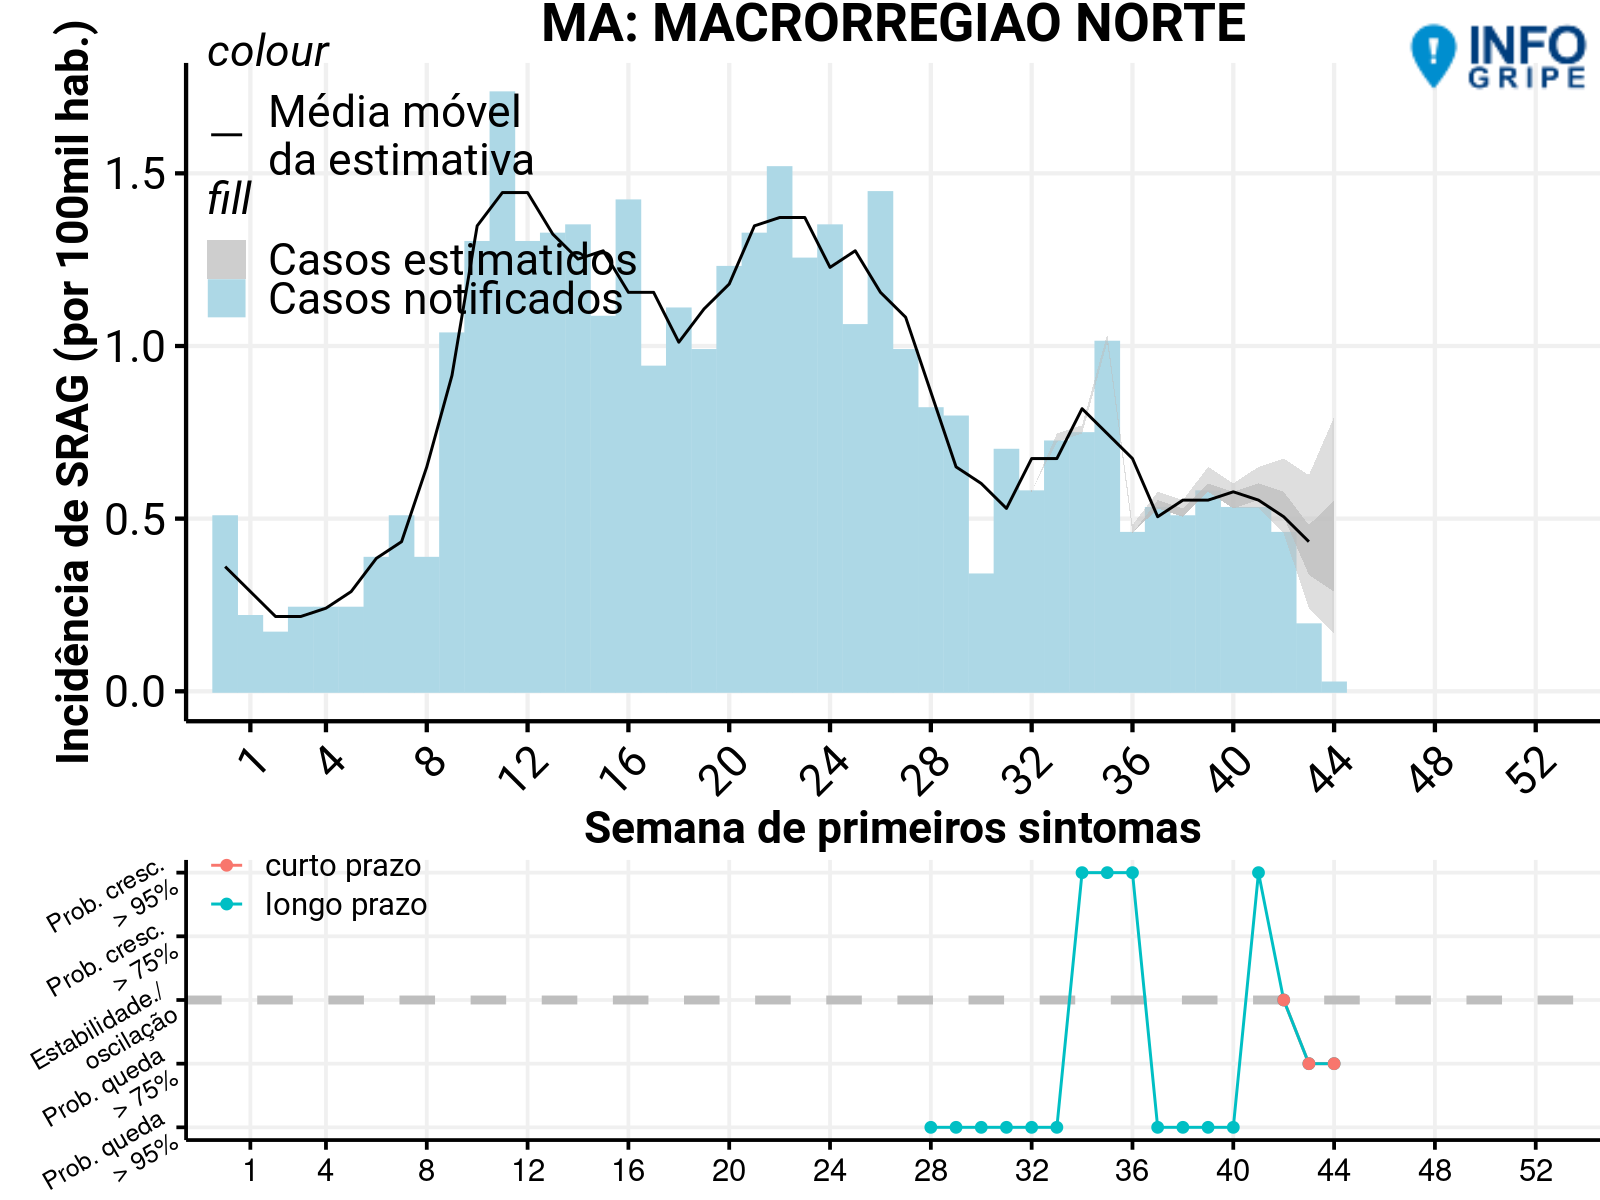 MA: MACRORREGIAO NORTE
INFO
GRIPE
colour
Média móvel
da estimativa
fill
Casos estimatidos
Casos notificados
Incidência de SRAG (por 100mil hab.)
1.5
1.0
0.5
0.0
1 4 8 12 16 20 24 28 32 36 40 44 48 52
Semana de primeiros sintomas
curto prazo
longo prazo
Prob. cresc.
> 95%
Prob. cresc.
> 75%
Estabilidade./
oscilação
Prob. queda
> 75%
Prob. queda
> 95%
1 4 8 12 16 20 24 28 32 36 40 44 48 52